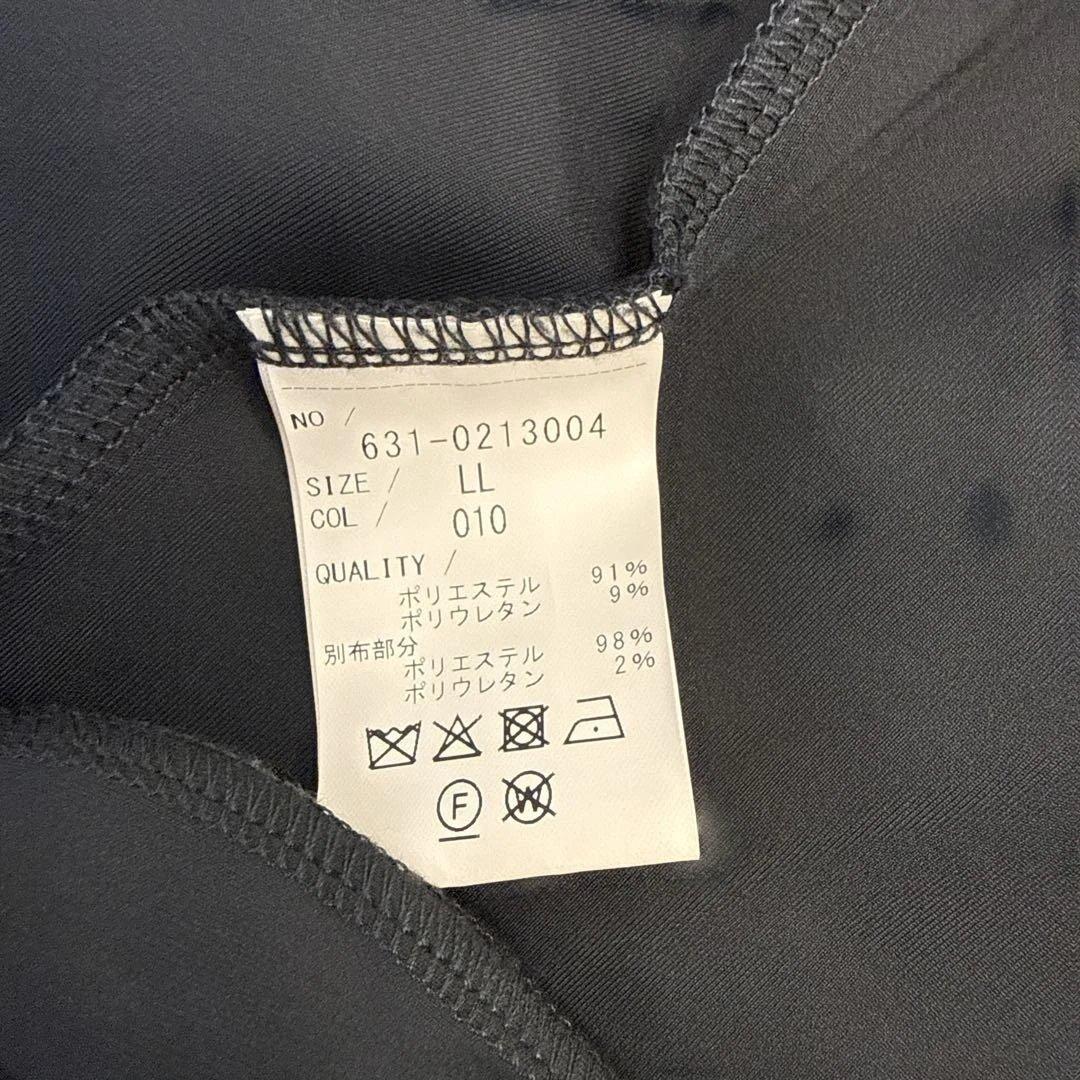 NO / 631-0213004
SIZE / LL
COL / 010
QUALITY /
ポリエステル 91%
ポリウレタン 9%
別布部分
ポリエステル 98%
ポリウレタン 2%
F W